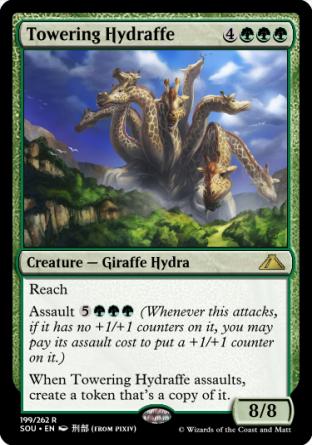 Towering Hydraffe 4
Creature — Giraffe Hydra
Reach
Assault 5 (Whenever this attacks,
if it has no +1/+1 counters on it, you may
pay its assault cost to put a +1/+1 counter
on it.)
When Towering Hydraffe assaults,
create a token that's a copy of it.
8/8
199/262 R
SOU • EN 刑部 (FROM PIXIV)
© Wizards of the Coast and Matt